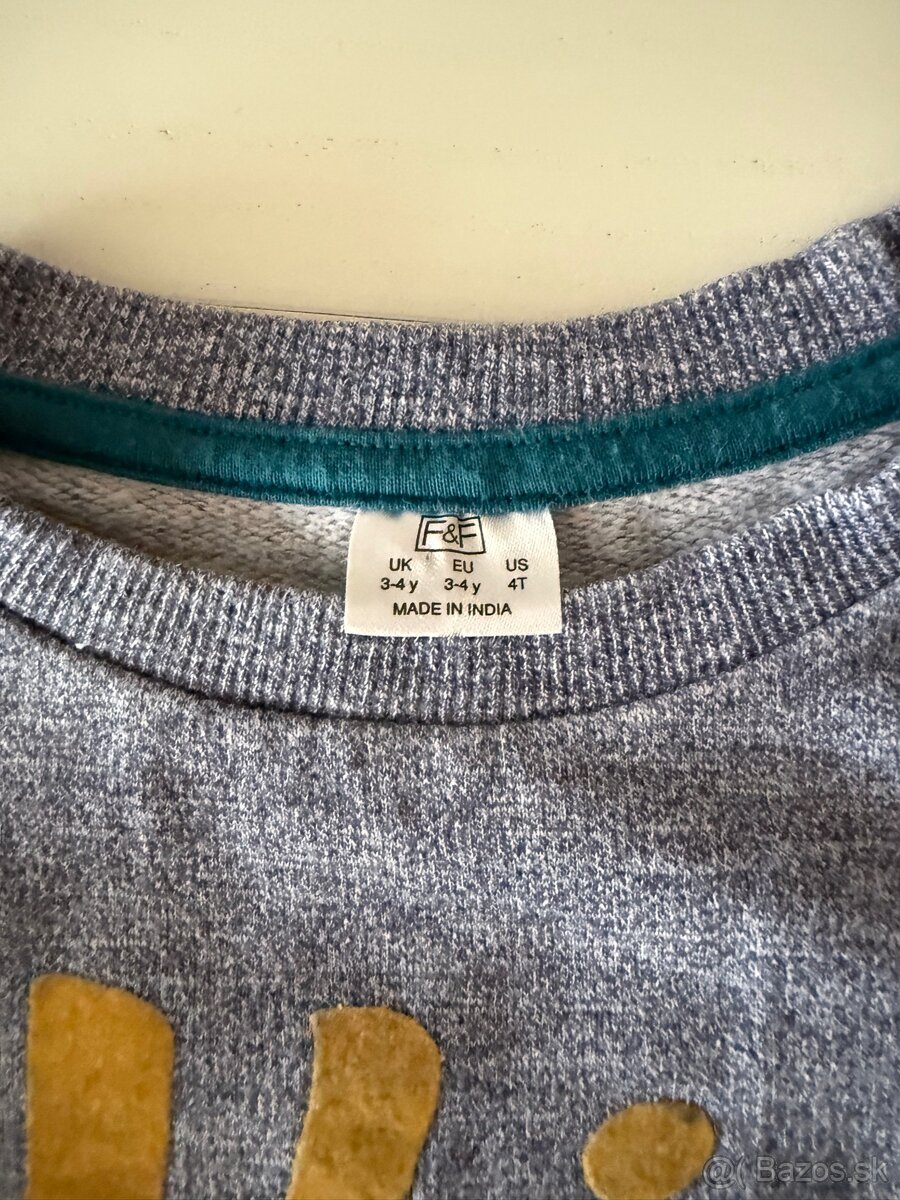 F&F
UK EU US
3-4 y 3-4 y 4T
MADE IN INDIA
@( Bazos.sk